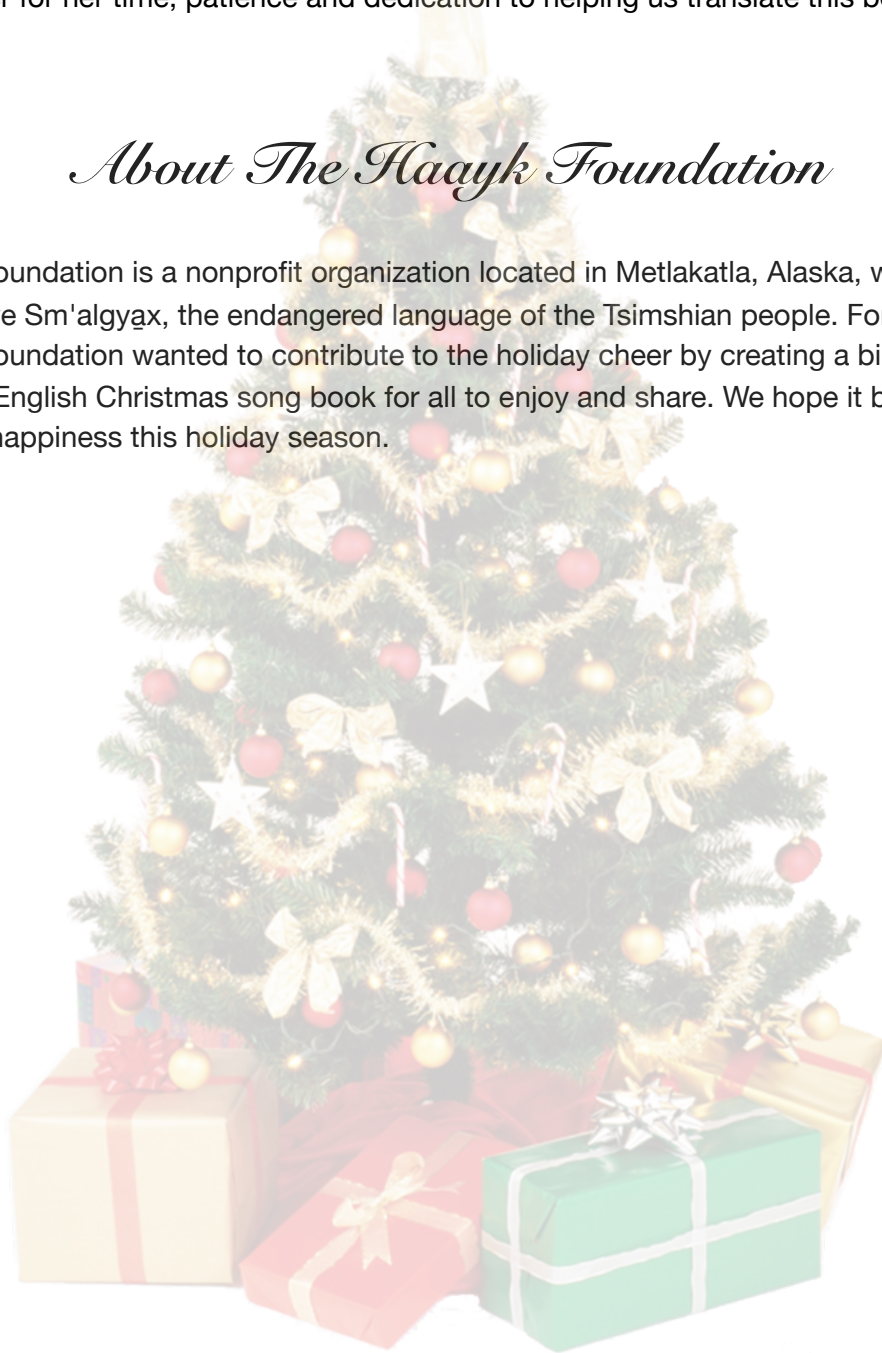 for her time, patience and dedication to helping us translate this
About The Haayk Foundation
oundation is a nonprofit organization located in Metlakatla, Alaska, w
e Sm'algya̱x, the endangered language of the Tsimshian people. Fo
oundation wanted to contribute to the holiday cheer by creating a bi
English Christmas song book for all to enjoy and share. We hope it b
happiness this holiday season.